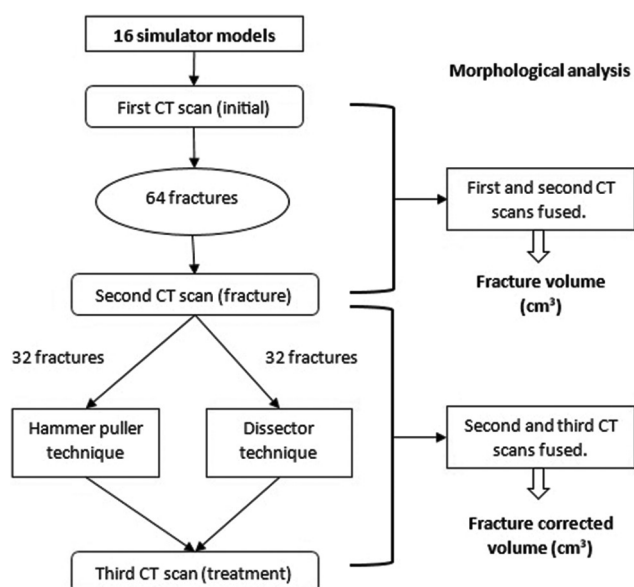 16 simulator models
Morphological analysis
First CT scan (initial)
64 fractures
First and second CT
scans fused.
Second CT scan (fracture)
Fracture volume
(cm³)
32 fractures
32 fractures
Hammer puller
technique
Dissector
technique
Second and third CT
scans fused.
Fracture corrected
volume (cm³)
Third CT scan (treatment)